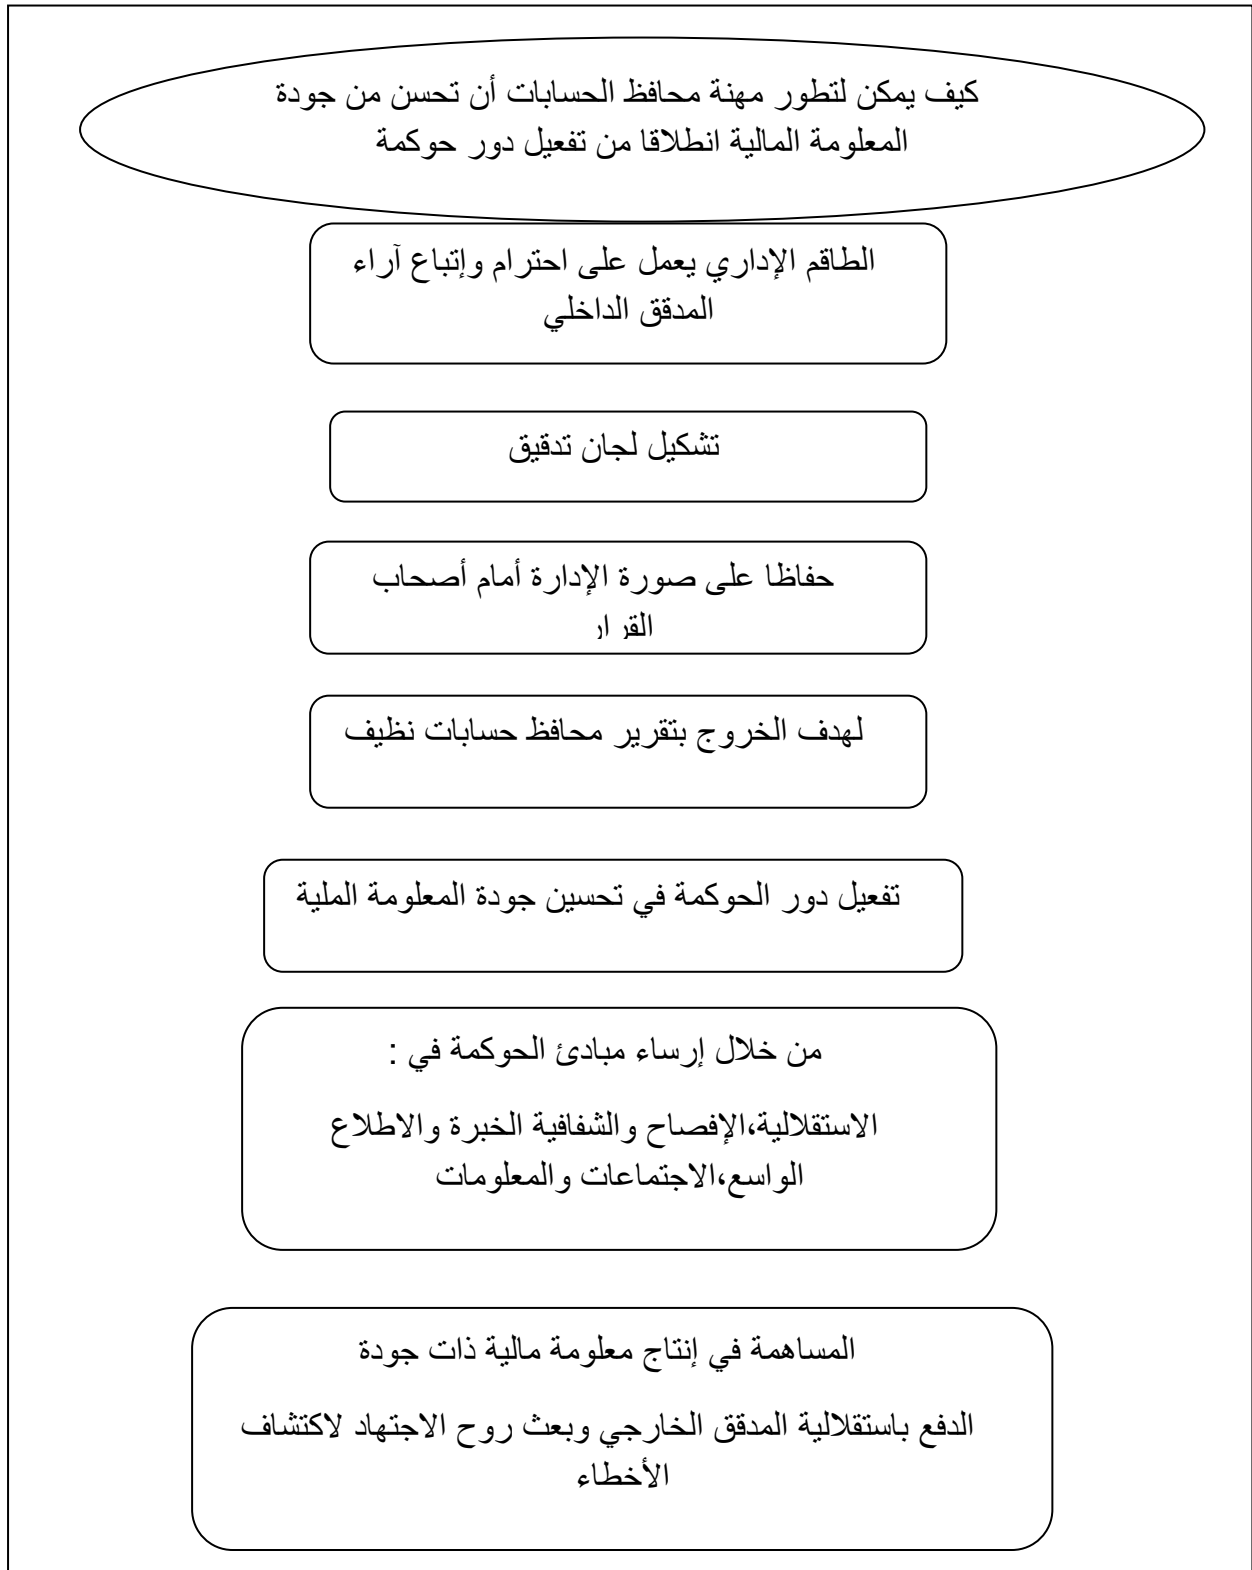 كيف يمكن لتطور مهنة محافظ الحسابات أن تحسن من جودة
المعلومة المالية انطلاقا من تفعيل دور حوكمة
الطاقم الإداري يعمل على احترام وإتباع آراء
المدقق الداخلي
تشكيل لجان تدقيق
حفاظا على صورة الإدارة أمام أصحاب
القرار
لهدف الخروج بتقرير محافظ حسابات نظيف
تفعيل دور الحوكمة في تحسين جودة المعلومة الملية
من خلال إرساء مبادئ الحوكمة في :
الاستقلالية،الإفصاح والشفافية الخبرة والاطلاع
الواسع،الاجتماعات والمعلومات
المساهمة في إنتاج معلومة مالية ذات جودة
الدفع باستقلالية المدقق الخارجي وبعث روح الاجتهاد لاكتشاف
الأخطاء